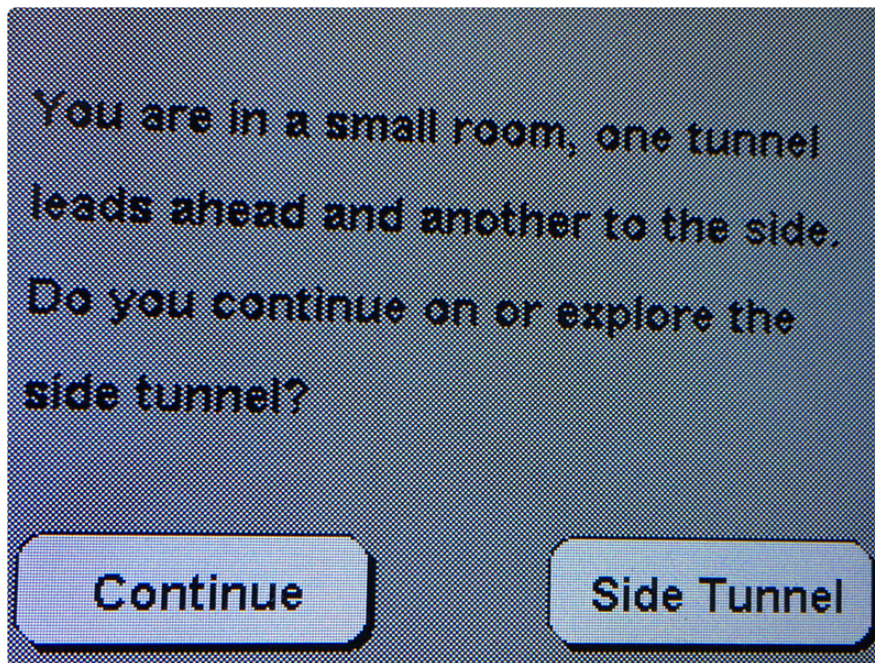 You are in a small room, one tunnel
leads ahead and another to the side.
Do you continue on or explore the
side tunnel?
Continue
Side Tunnel